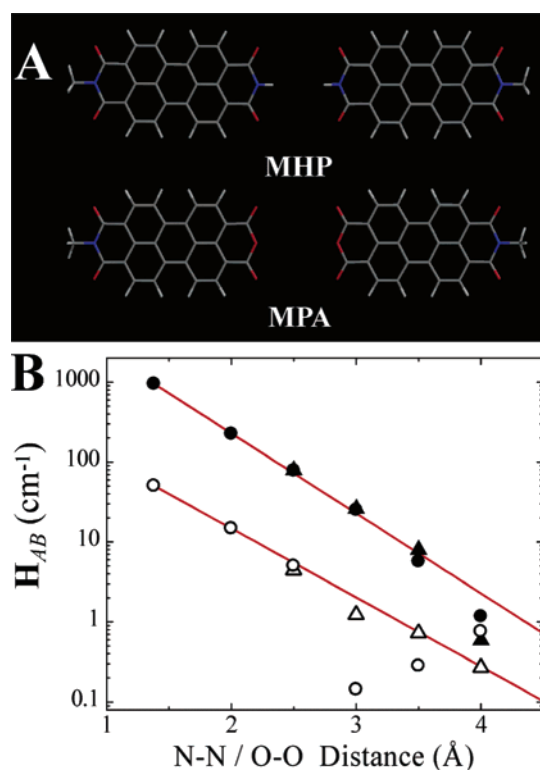 A
MHP
MPA
B
1000
100
10
1
0.1
H_AB (cm⁻¹)
1
2
3
4
N-N / O-O Distance (Å)